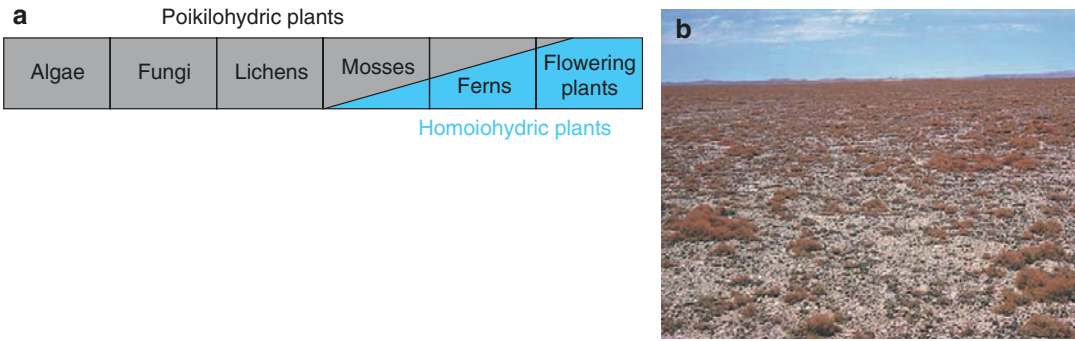 a
Poikilohydric plants
Algae
Fungi
Lichens
Mosses
Ferns
Flowering
plants
Homoiohydric plants
b